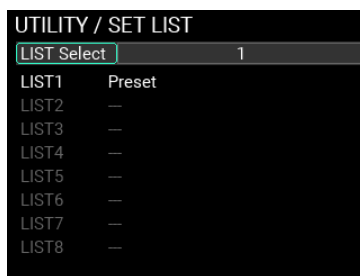 UTILITY / SET LIST
LIST Select 1
LIST1 Preset
LIST2 ---
LIST3 ---
LIST4 ---
LIST5 ---
LIST6 ---
LIST7 ---
LIST8 ---